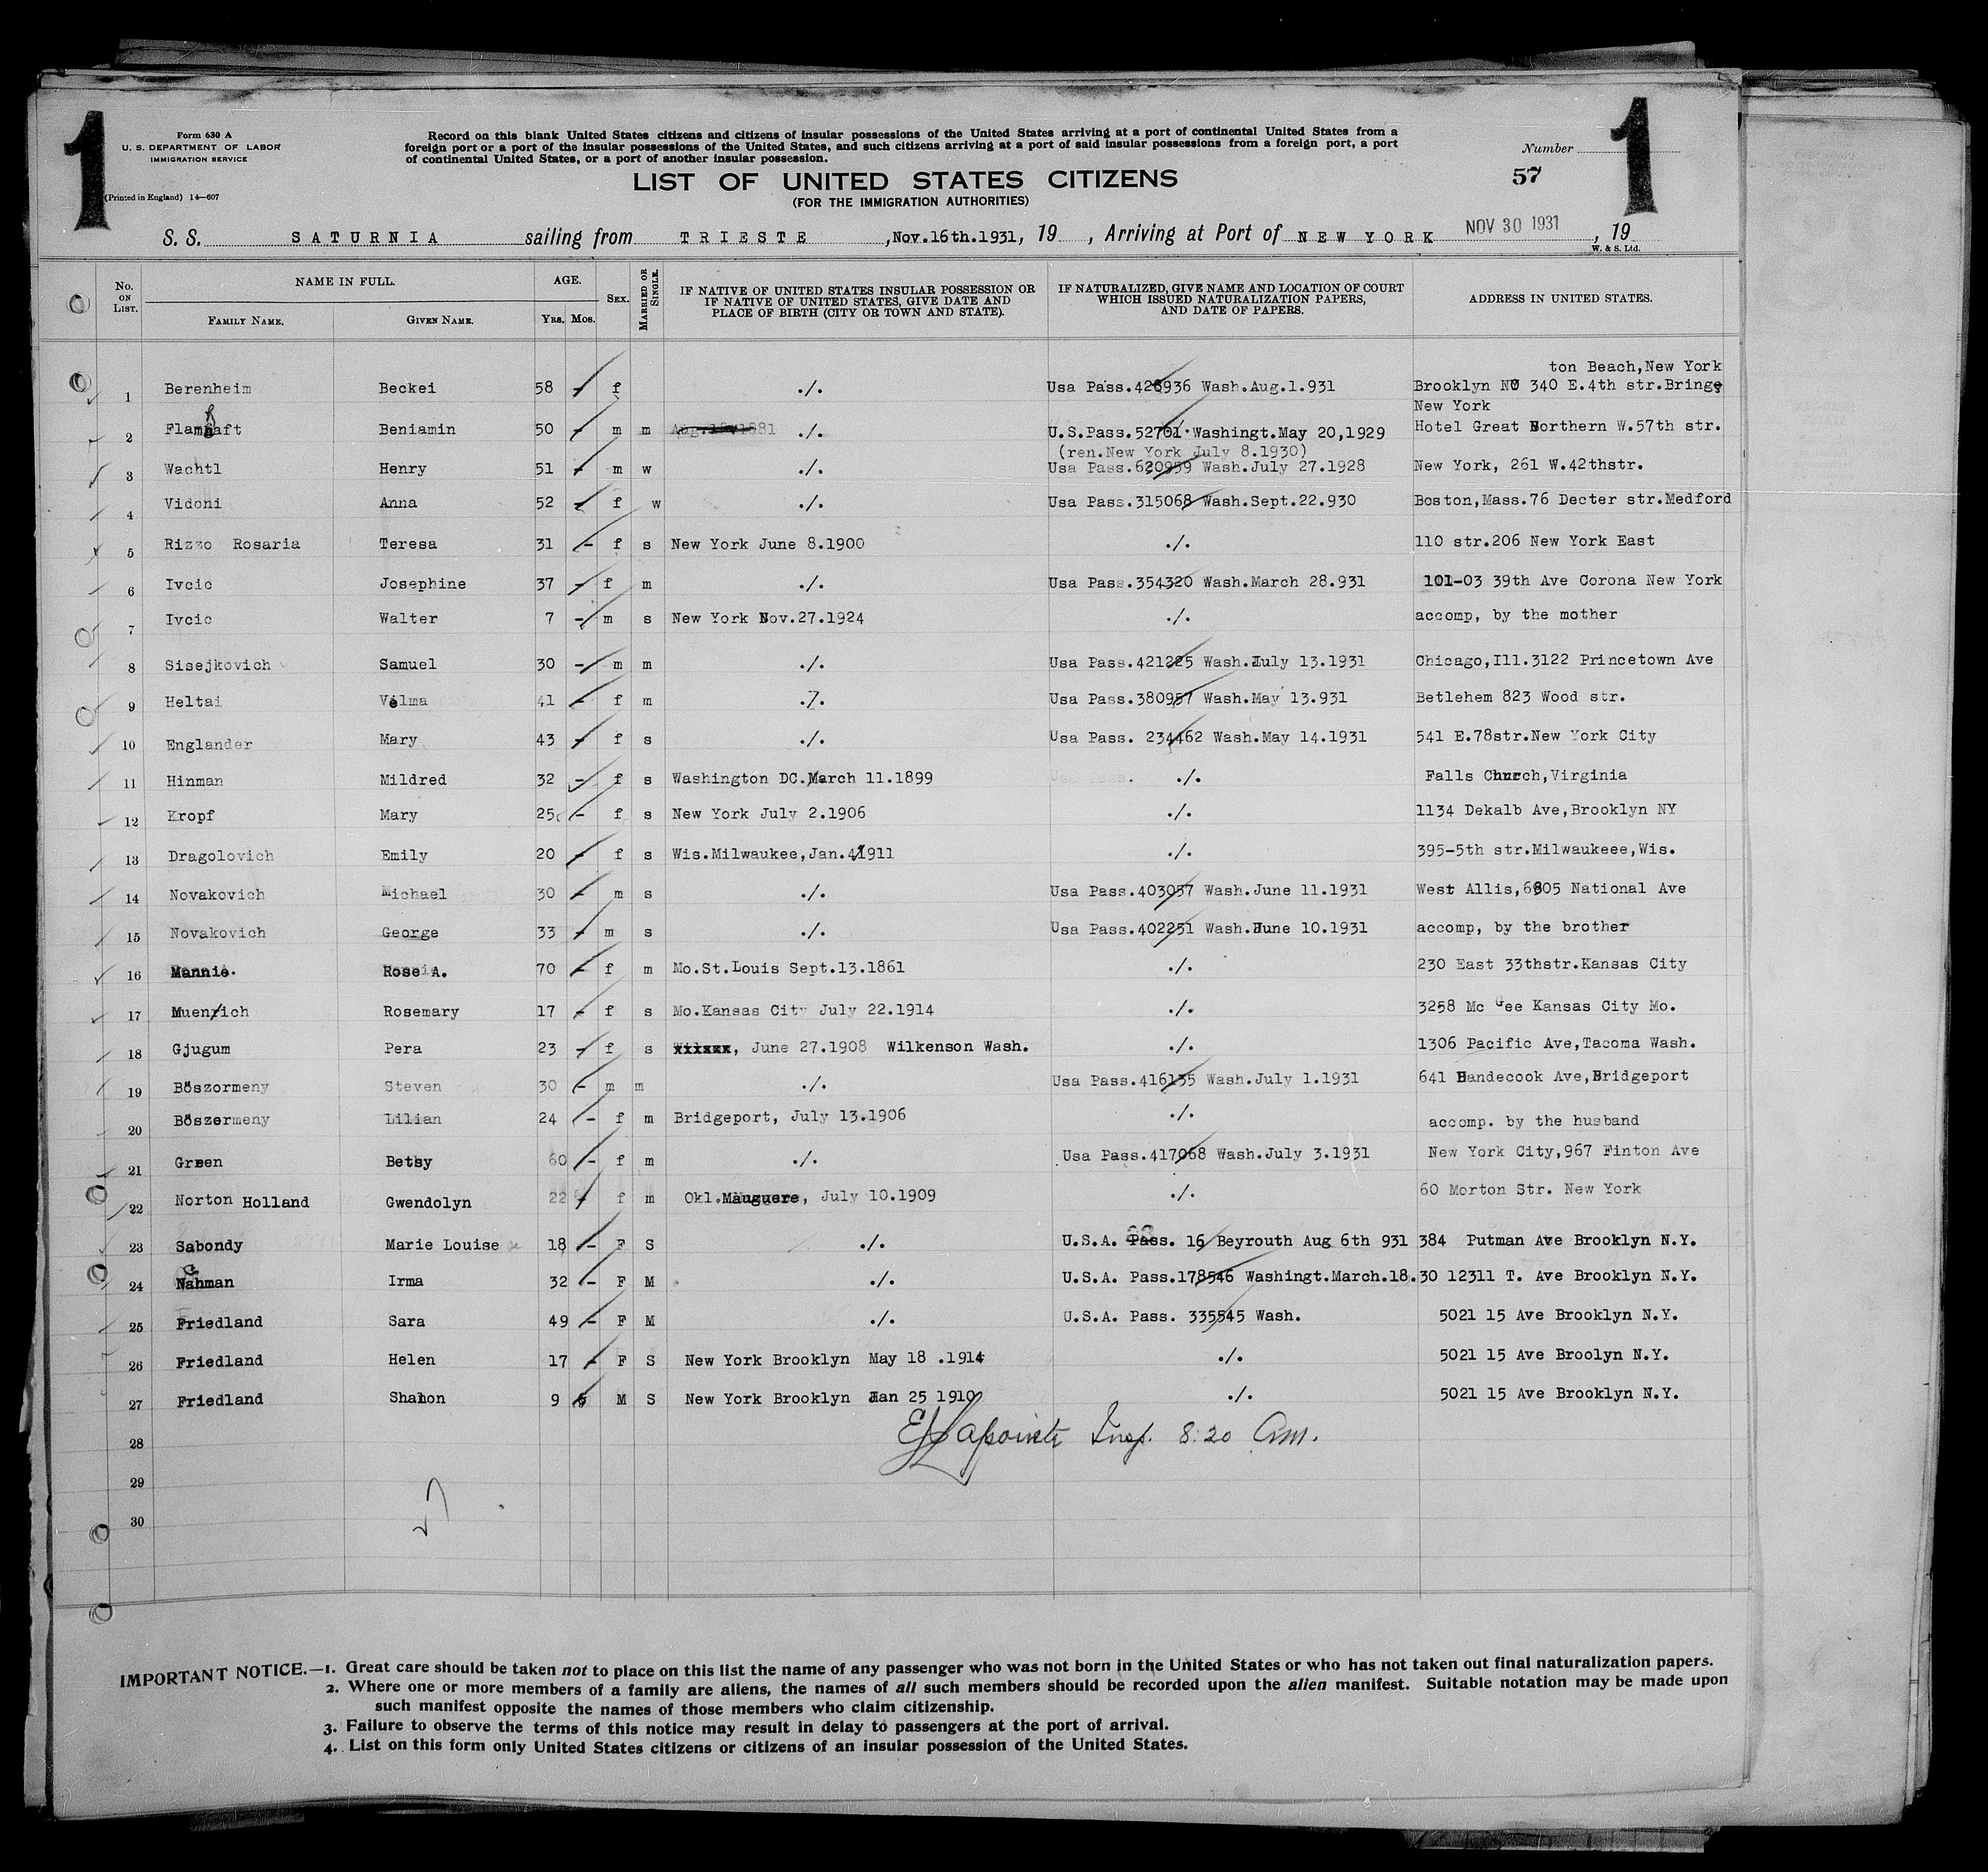 1
Form 630 A
U. S. DEPARTMENT OF LABOR
IMMIGRATION SERVICE
(Printed in England) 14—607
Record on this blank United States citizens and citizens of insular possessions of the United States arriving at a port of continental United States from a
foreign port or a port of the insular possessions of the United States, and such citizens arriving at a port of said insular possessions from a foreign port, a port
of continental United States, or a port of another insular possession.
LIST OF UNITED STATES CITIZENS
(FOR THE IMMIGRATION AUTHORITIES)
Number
57
1
S. S. SATURNIA sailing from TRIESTE ,Nov.16th.1931, 19 , Arriving at Port of NEW YORK NOV 30 1931 , 19
W. & S. Ltd.
No. ON LIST. NAME IN FULL. AGE. SEX. MARRIED OR SINGLE. IF NATIVE OF UNITED STATES INSULAR POSSESSION OR IF NATIVE OF UNITED STATES, GIVE DATE AND PLACE OF BIRTH (CITY OR TOWN AND STATE). IF NATURALIZED, GIVE NAME AND LOCATION OF COURT WHICH ISSUED NATURALIZATION PAPERS, AND DATE OF PAPERS. ADDRESS IN UNITED STATES.
FAMILY NAME. GIVEN NAME. YRS. MOS.
ton Beach,New York
1 Berenheim Beckei 58 - f ./. Usa Pass.428936 Wash.Aug.1.931 Brooklyn NU 340 E.4th str.Bring
New York
2 Beniamin 50 - m m ./. U.S.Pass.52701.Washingt.May 20,1929 Hotel Great Northern W.57th str.
(ren.New York July 8.1930)
3 Wachtl Henry 51 - m w ./. Usa Pass.620959 Wash.July 27.1928 New York, 261 W.42thstr.
4 Vidoni Anna 52 - f w ./. Usa Pass.315068 Wash.Sept.22.930 Boston,Mass.76 Decter str.Medford
5 Rizzo Rosaria Teresa 31 - f s New York June 8.1900 ./. 110 str.206 New York East
6 Ivcic Josephine 37 - f m ./. Usa Pass.354320 Wash.March 28.931 101-03 39th Ave Corona New York
7 Ivcic Walter 7 - m s New York Nov.27.1924 ./. accomp, by the mother
8 Sisejkovich Samuel 30 - m m ./. Usa Pass.421225 Wash.July 13.1931 Chicago,Ill.3122 Princetown Ave
9 Heltai Vilma 41 - f m ./. Usa Pass.380957 Wash.May 13.931 Betlehem 823 Wood str.
10 Englander Mary 43 - f s ./. Usa Pass. 234462 Wash.May 14.1931 541 E.78str.New York City
11 Hinman Mildred 32 - f s Washington DC.March 11.1899 ./. Falls Church,Virginia
12 Kropf Mary 25 - f s New York July 2.1906 ./. 1134 Dekalb Ave,Brooklyn NY
13 Dragolovich Emily 20 - f s Wis.Milwaukee,Jan.4.1911 ./. 395-5th str.Milwaukeee,Wis.
14 Novakovich Michael 30 - m s ./. Usa Pass.403057 Wash.June 11.1931 West Allis,6805 National Ave
15 Novakovich George 33 - m s ./. Usa Pass.402251 Wash.June 10.1931 accomp, by the brother
16 Mannie. Rose A. 70 - f m Mo.St.Louis Sept.13.1861 ./. 230 East 33thstr.Kansas City
17 Muenrich Rosemary 17 - f s Mo.Kansas City July 22.1914 ./. 3258 Mc Gee Kansas City Mo.
18 Gjugum Pera 23 - f s xxxxxx, June 27.1908 Wilkenson Wash. ./. 1306 Pacific Ave,Tacoma Wash.
19 Böszormeny Steven 30 - m m ./. Usa Pass.416135 Wash.July 1.1931 641 Handecook Ave,Bridgeport
20 Böszermeny Lilian 24 - f m Bridgeport, July 13.1906 ./. accomp. by the husband
21 Green Betsy 60 - f m ./. Usa Pass.417068 Wash.July 3.1931 New York City,967 Finton Ave
22 Norton Holland Gwendolyn 22 - f m Okl.Mauguere, July 10.1909 ./. 60 Morton Str. New York
23 Sabondy Marie Louise 18 - F S ./. U.S.A. Pass. 16 Beyrouth Aug 6th 931 384 Putman Ave Brooklyn N.Y.
24 Nahman Irma 32 - F M ./. U.S.A. Pass.178546 Washingt.March.18.30 12311 T. Ave Brooklyn N.Y.
25 Friedland Sara 49 - F M ./. U.S.A. Pass. 335545 Wash. 5021 15 Ave Brooklyn N.Y.
26 Friedland Helen 17 - F S New York Brooklyn May 18 .1914 ./. 5021 15 Ave Broolyn N.Y.
27 Friedland Shahon 9 M S New York Brooklyn Jan 25 1910 ./. 5021 15 Ave Brooklyn N.Y.
28 E Lapointe Insp. 8:20 Am.
29
30
IMPORTANT NOTICE.—1. Great care should be taken not to place on this list the name of any passenger who was not born in the United States or who has not taken out final naturalization papers.
2. Where one or more members of a family are aliens, the names of all such members should be recorded upon the alien manifest. Suitable notation may be made upon
such manifest opposite the names of those members who claim citizenship.
3. Failure to observe the terms of this notice may result in delay to passengers at the port of arrival.
4. List on this form only United States citizens or citizens of an insular possession of the United States.